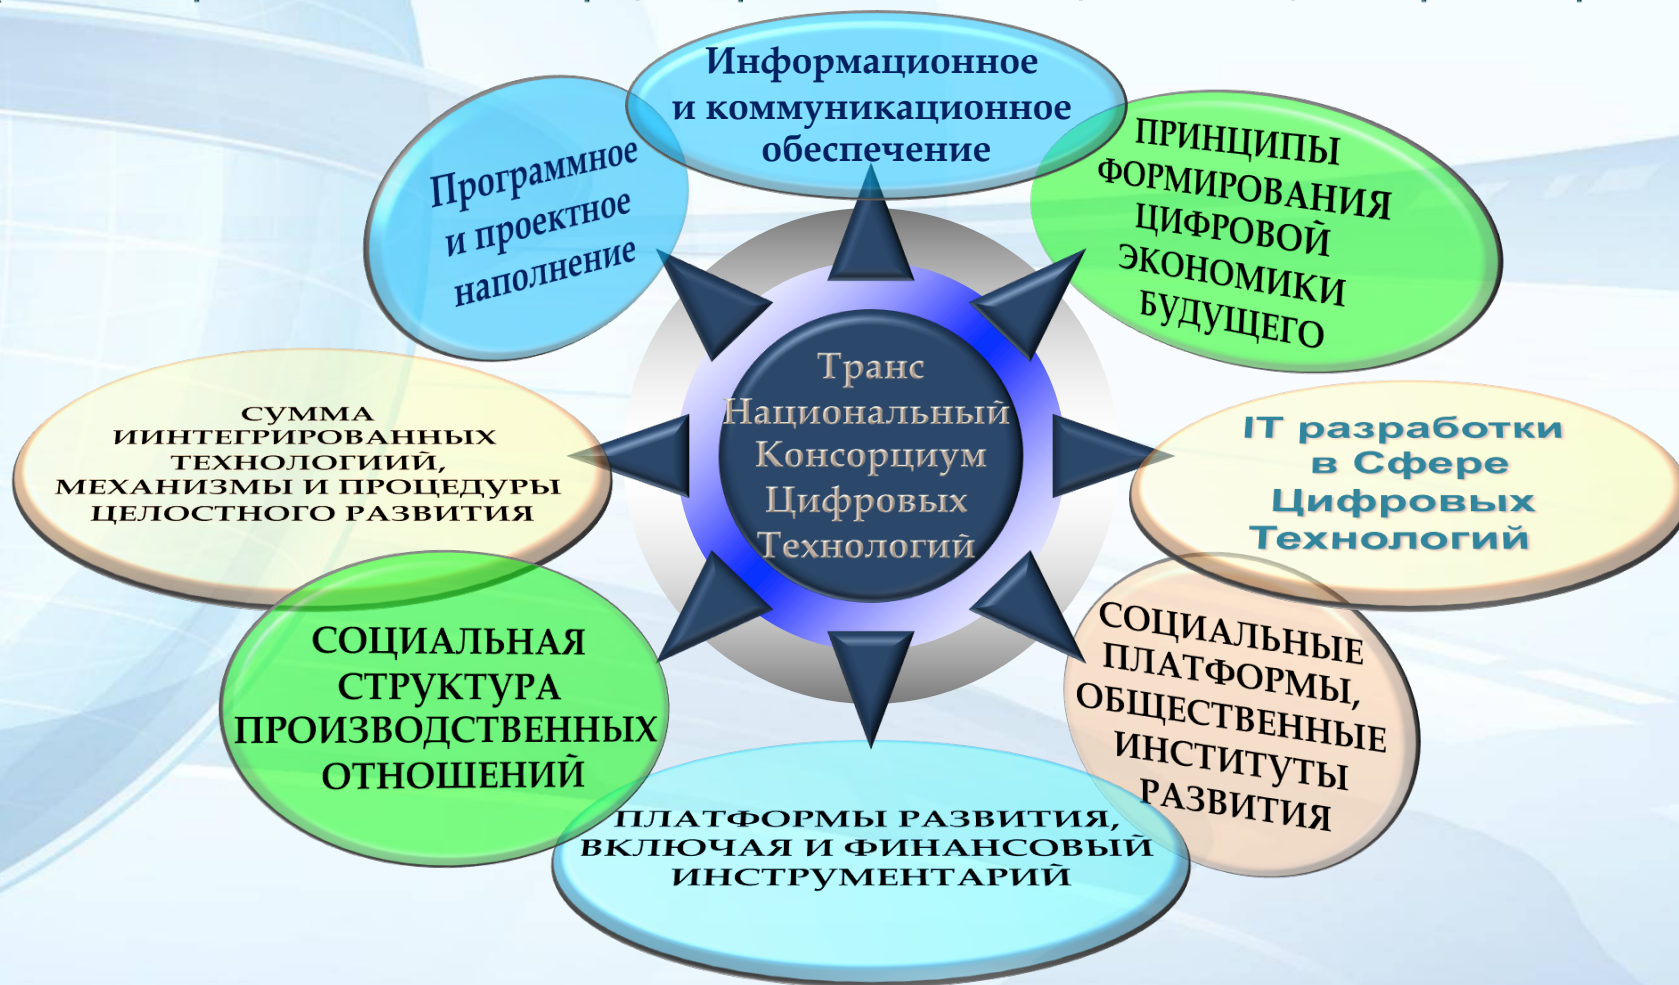 Информационное
и коммуникационное
обеспечение
Программное
и проектное
наполнение
ПРИНЦИПЫ
ФОРМИРОВАНИЯ
ЦИФРОВОЙ
ЭКОНОМИКИ
БУДУЩЕГО
Транс
Национальный
Консорциум
Цифровых
Технологий
СУММА
ИИНТЕГРИРОВАННЫХ
ТЕХНОЛОГИИЙ,
МЕХАНИЗМЫ И ПРОЦЕДУРЫ
ЦЕЛОСТНОГО РАЗВИТИЯ
IT разработки
в Сфере
Цифровых
Технологий
СОЦИАЛЬНАЯ
СТРУКТУРА
ПРОИЗВОДСТВЕННЫХ
ОТНОШЕНИЙ
СОЦИАЛЬНЫЕ
ПЛАТФОРМЫ,
ОБЩЕСТВЕННЫЕ
ИНСТИТУТЫ
РАЗВИТИЯ
ПЛАТФОРМЫ РАЗВИТИЯ,
ВКЛЮЧАЯ И ФИНАНСОВЫЙ
ИНСТРУМЕНТАРИЙ